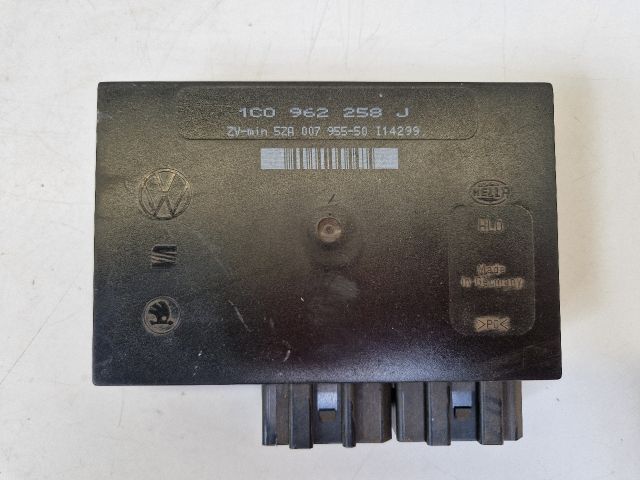 1C0 962 258 J
ZV-min 5ZA 007 955-50 I14299
HELLA
HLO
Made
in Germany
>PC<